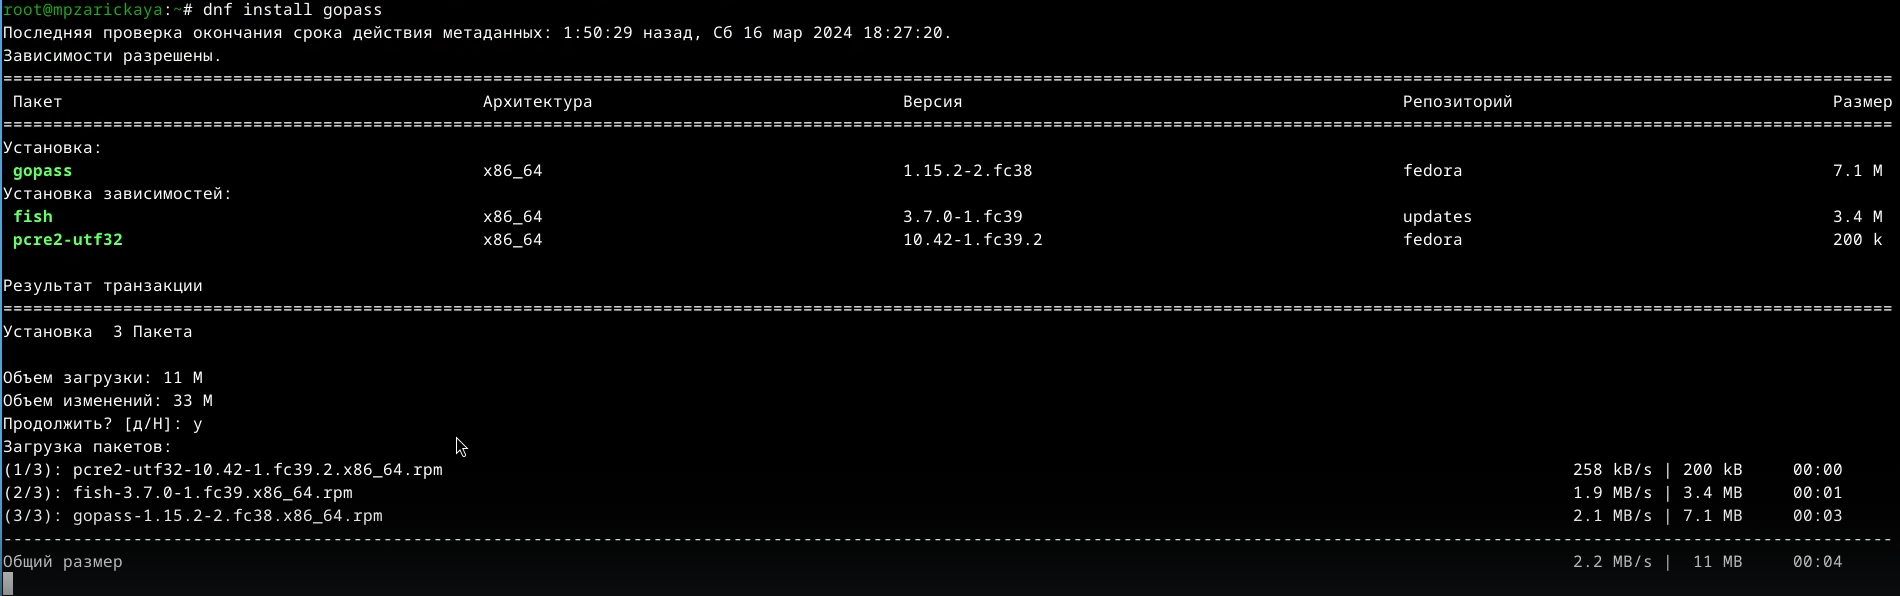 root@mpzarickaya:~# dnf install gopass
Последняя проверка окончания срока действия метаданных: 1:50:29 назад, Сб 16 мар 2024 18:27:20.
Зависимости разрешены.
Пакет Архитектура Версия Репозиторий Размер
Установка:
gopass x86_64 1.15.2-2.fc38 fedora 7.1 M
Установка зависимостей:
fish x86_64 3.7.0-1.fc39 updates 3.4 M
pcre2-utf32 x86_64 10.42-1.fc39.2 fedora 200 k
Результат транзакции
Установка 3 Пакета
Объем загрузки: 11 M
Объем изменений: 33 M
Продолжить? [д/Н]: y
Загрузка пакетов:
(1/3): pcre2-utf32-10.42-1.fc39.2.x86_64.rpm 258 kB/s | 200 kB 00:00
(2/3): fish-3.7.0-1.fc39.x86_64.rpm 1.9 MB/s | 3.4 MB 00:01
(3/3): gopass-1.15.2-2.fc38.x86_64.rpm 2.1 MB/s | 7.1 MB 00:03
Общий размер 2.2 MB/s | 11 MB 00:04